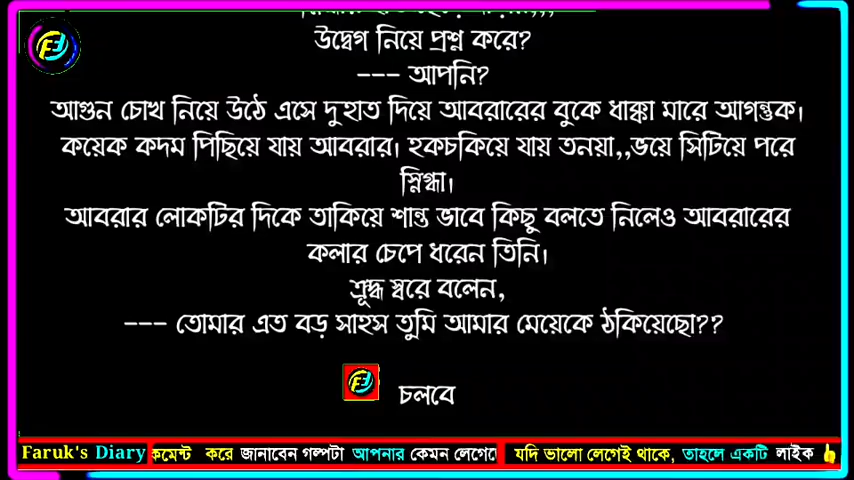 উদ্বেগ নিয়ে প্রশ্ন করে?
--- আপনি?
আগুন চোখ নিয়ে উঠে এসে দুহাত দিয়ে আবরারের বুকে ধাক্কা মারে আগন্তুক।
কয়েক কদম পিছিয়ে যায় আবরার। হকচকিয়ে যায় তনয়া,,ভয়ে সিটিয়ে পরে
স্নিগ্ধা।
আবরার লোকটির দিকে তাকিয়ে শান্ত ভাবে কিছু বলতে নিলেও আবরারের
কলার চেপে ধরেন তিনি।
ক্রূদ্ধ স্বরে বলেন,
--- তোমার এত বড় সাহস তুমি আমার মেয়েকে ঠকিয়েছো??
চলবে
Faruk's Diary কমেন্ট করে জানাবেন গল্পটা আপনার কেমন লেগেছে যদি ভালো লেগেই থাকে, তাহলে একটি লাইক